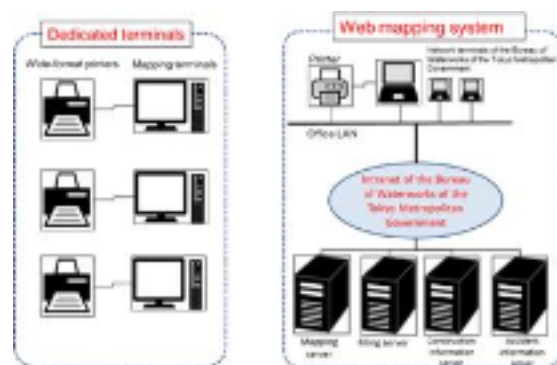 Dedicated terminals
Wide-format printers
Mapping terminals
Web mapping system
Printer
Network terminals of the Bureau
of Waterworks of the Tokyo Metropolitan
Government
Office LAN
Intranet of the Bureau
of Waterworks of the
Tokyo Metropolitan
Government
Mapping
server
Billing server
Construction
information
server
Accident
information
server